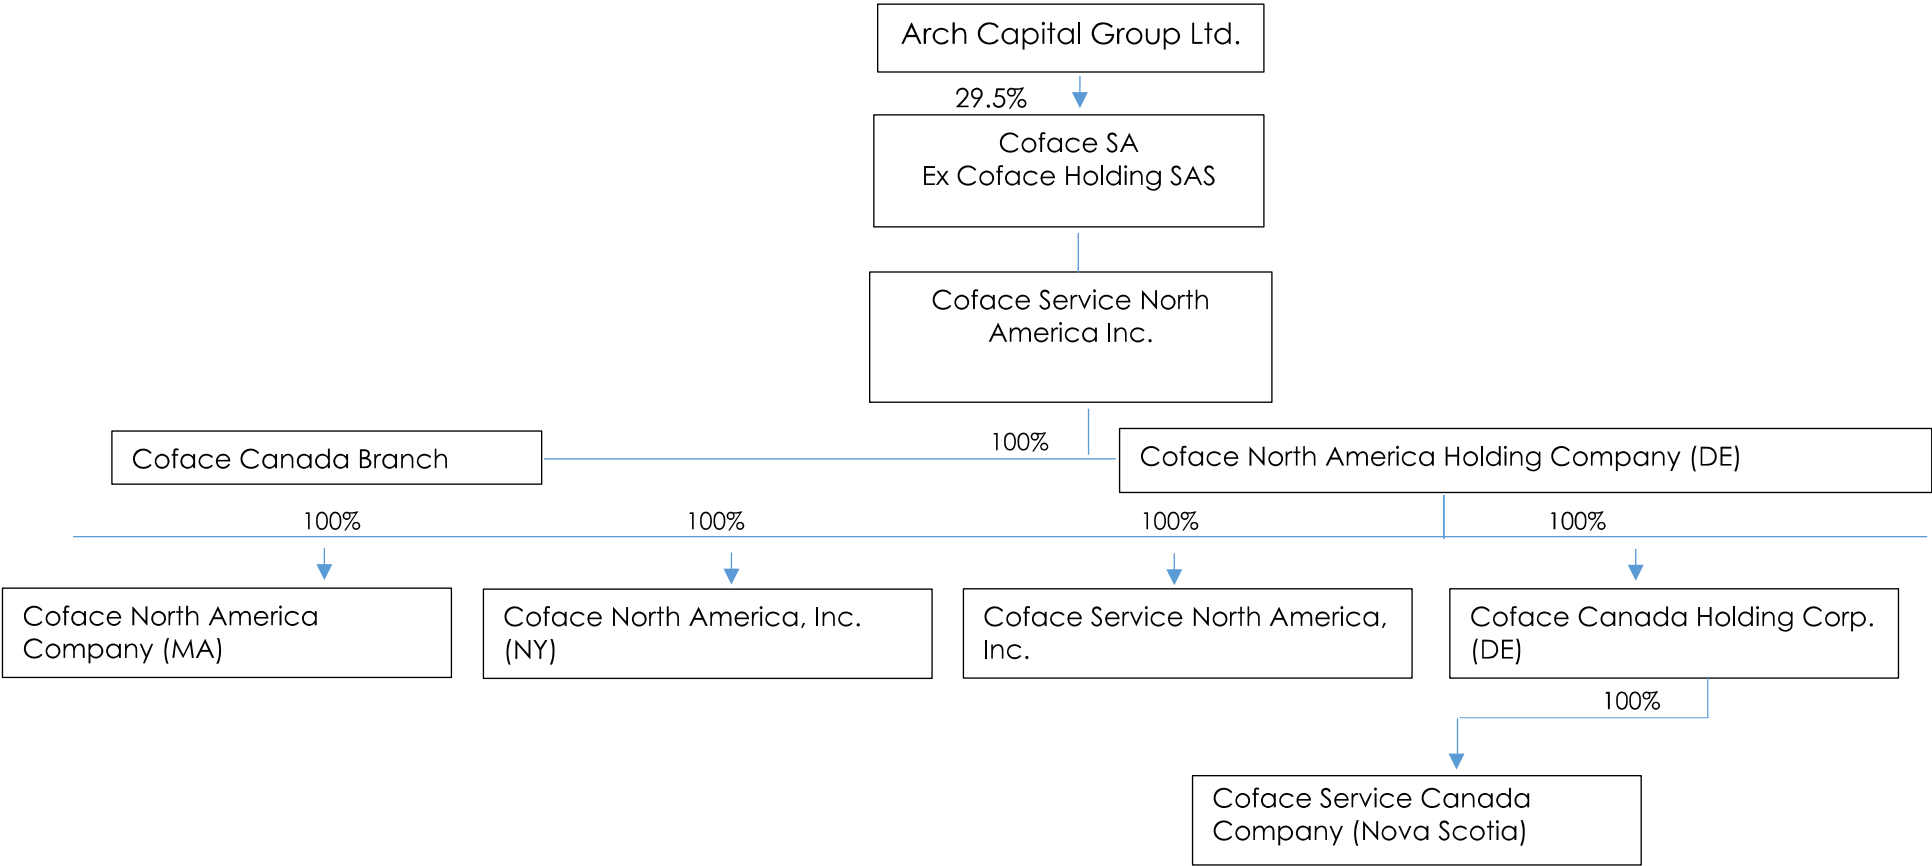 Arch Capital Group Ltd.
29.5%
Coface SA
Ex Coface Holding SAS
Coface Service North
America Inc.
Coface Canada Branch
100%
Coface North America Holding Company (DE)
100%
100%
100%
100%
Coface North America
Company (MA)
Coface North America, Inc.
(NY)
Coface Service North America,
Inc.
Coface Canada Holding Corp.
(DE)
100%
Coface Service Canada
Company (Nova Scotia)